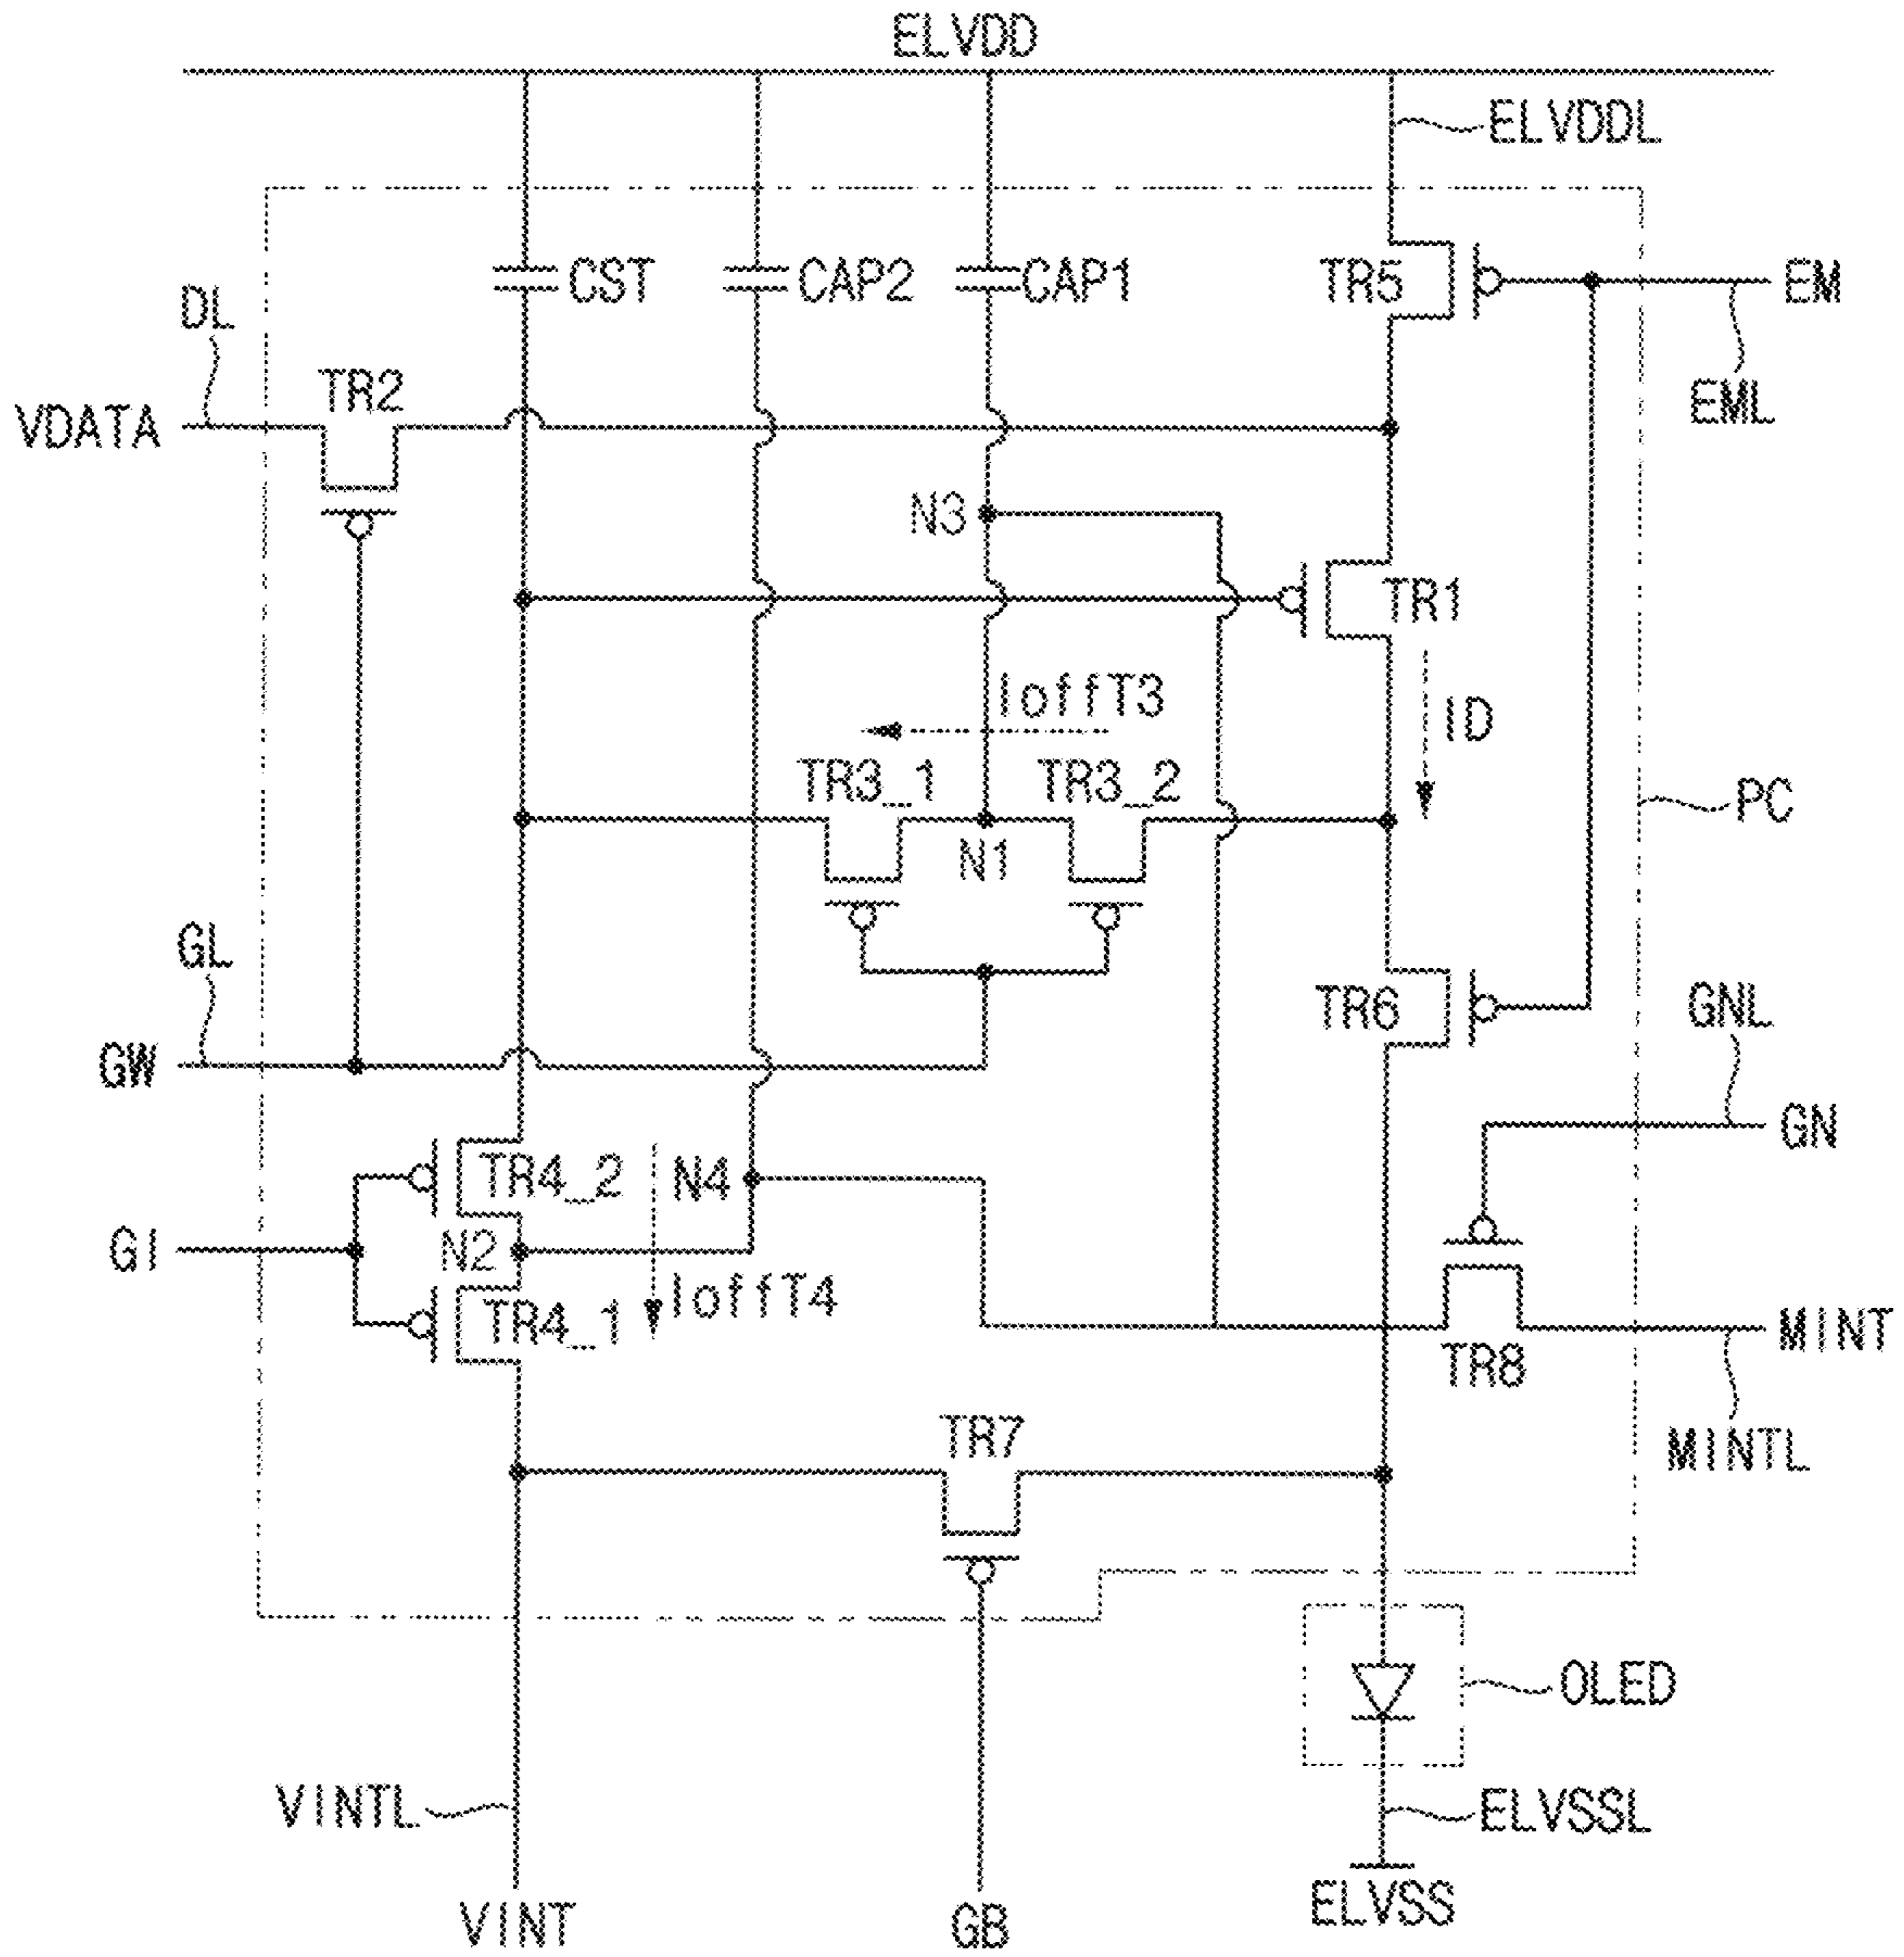 ELVDD
ELVDDL
CST
CAP2
CAP1
TR5
EM
DL
TR2
EML
VDATA
N3
TR1
IoffT3
ID
TR3_1
TR3_2
PC
N1
GL
TR6
GNL
GW
GN
TR4_2
N4
GI
N2
IoffT4
TR4_1
MINT
TR8
TR7
MINTL
OLED
VINTL
ELVSSL
VINT
GB
ELVSS